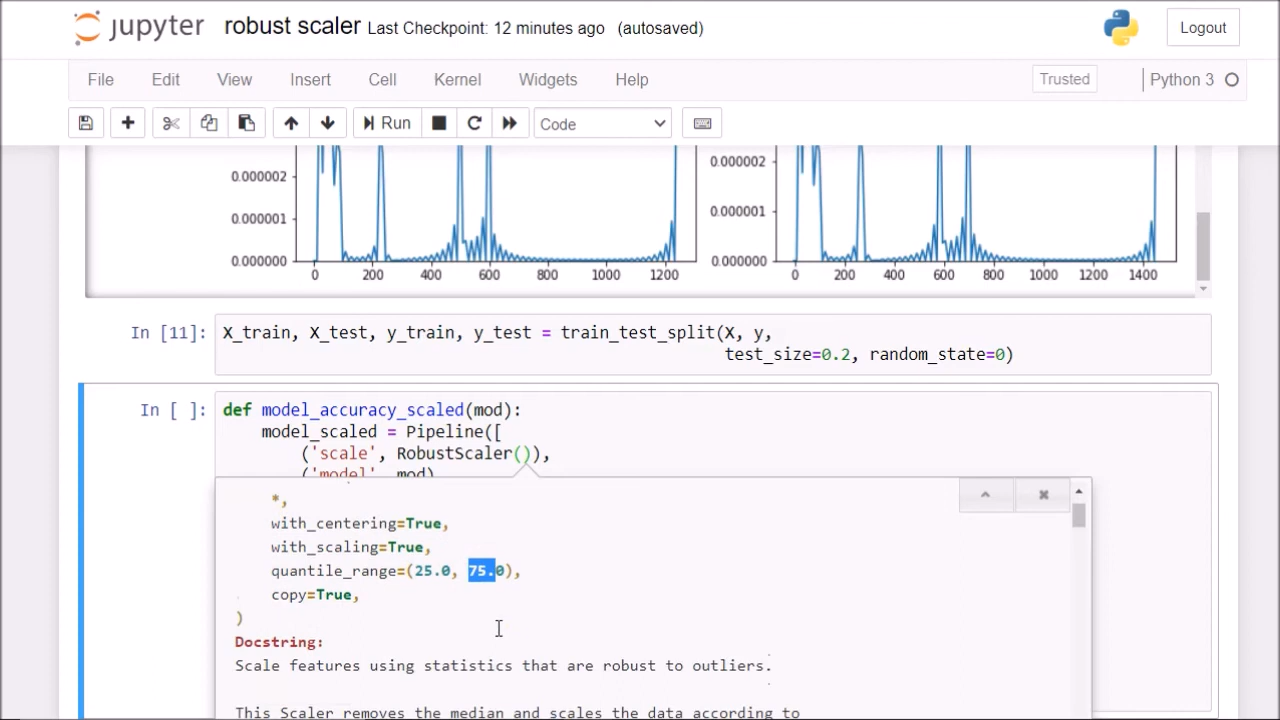 jupyter robust scaler Last Checkpoint: 12 minutes ago (autosaved) Logout
File Edit View Insert Cell Kernel Widgets Help Trusted Python 3
Run Code
0.000002 0.000002
0.000001 0.000001
0.000000 0.000000
0 200 400 600 800 1000 1200 0 200 400 600 800 1000 1200 1400
In [11]: X_train, X_test, y_train, y_test = train_test_split(X, y,
test_size=0.2, random_state=0)
In [ ]: def model_accuracy_scaled(mod):
model_scaled = Pipeline([
('scale', RobustScaler()),
('model', mod)
*,
with_centering=True,
with_scaling=True,
quantile_range=(25.0, 75.0),
copy=True,
)
Docstring:
Scale features using statistics that are robust to outliers.
This Scaler removes the median and scales the data according to